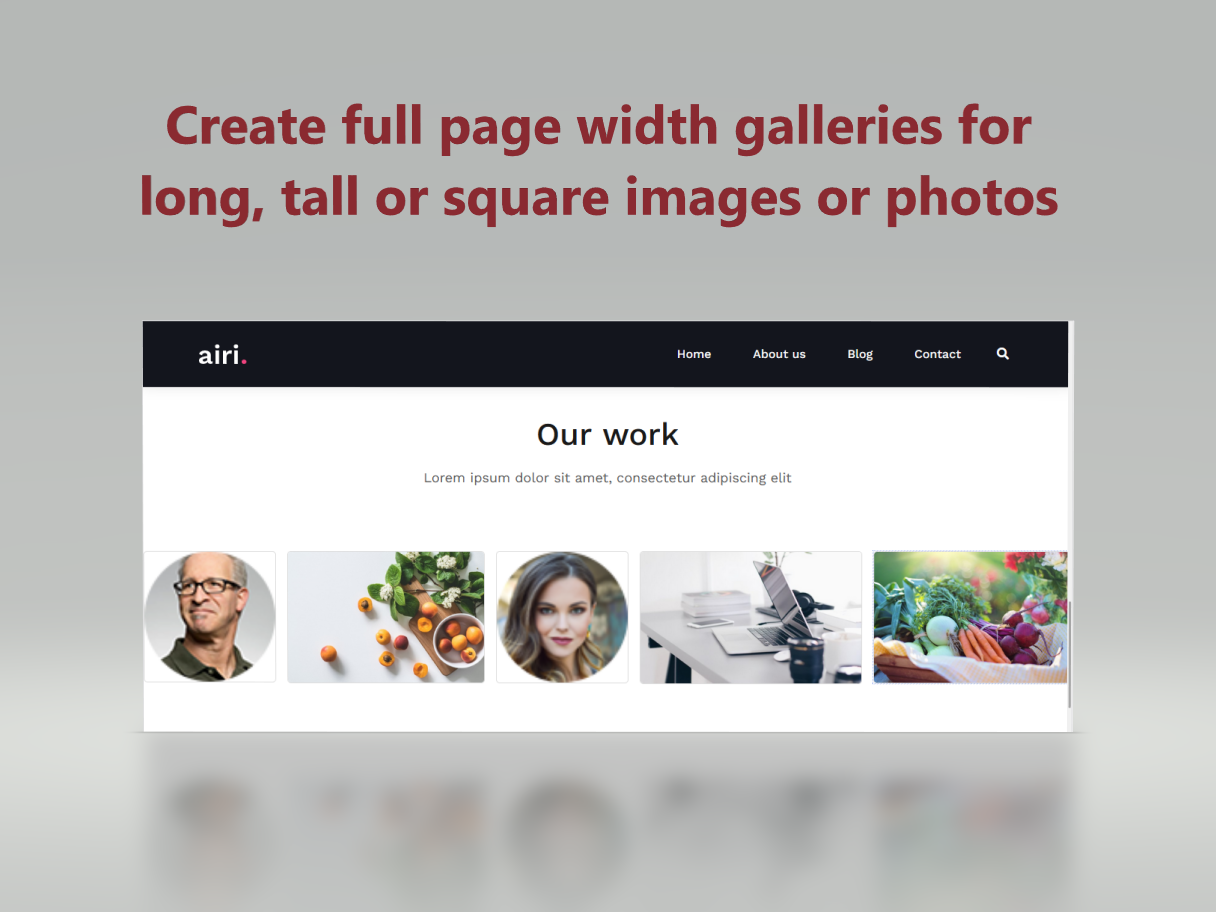 Create full page width galleries for
long, tall or square images or photos
airi.
Home About us Blog Contact
Our work
Lorem ipsum dolor sit amet, consectetur adipiscing elit